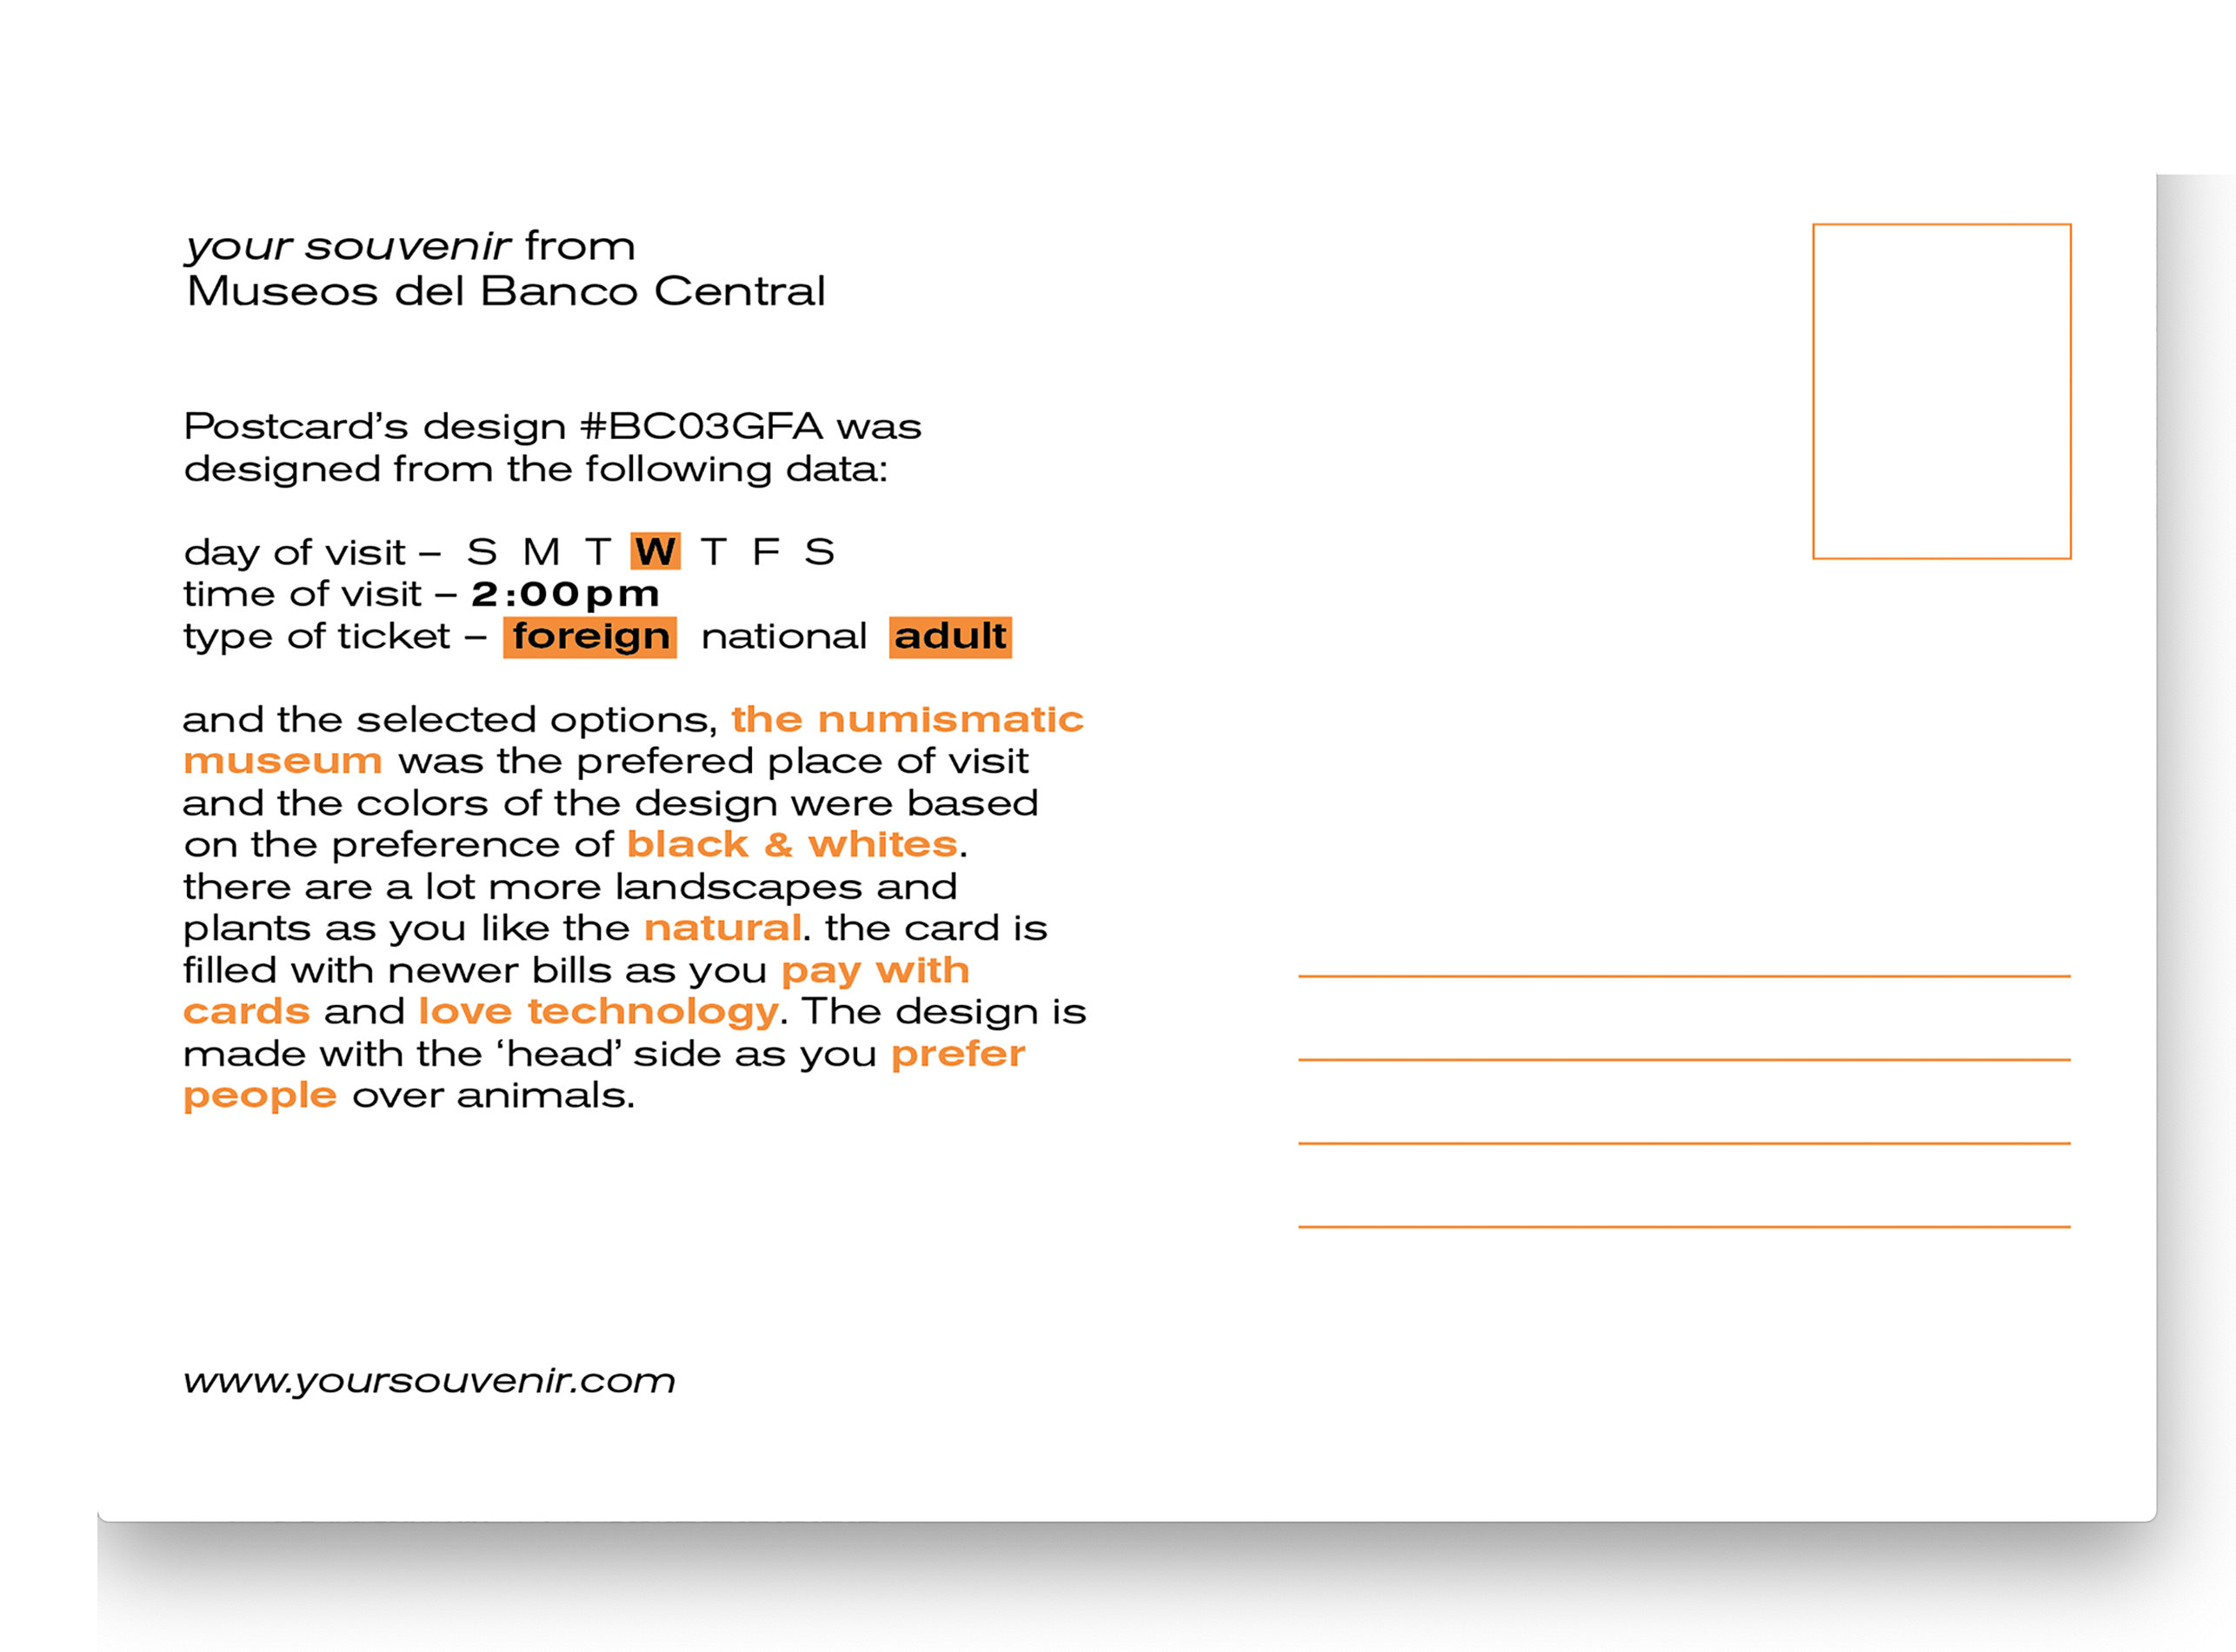 your souvenir from
Museos del Banco Central
Postcard’s design #BC03GFA was
designed from the following data:
day of visit – S M T W T F S
time of visit – 2:00pm
type of ticket – foreign national adult
and the selected options, the numismatic
museum was the prefered place of visit
and the colors of the design were based
on the preference of black & whites.
there are a lot more landscapes and
plants as you like the natural. the card is
filled with newer bills as you pay with
cards and love technology. The design is
made with the ‘head’ side as you prefer
people over animals.
www.yoursouvenir.com